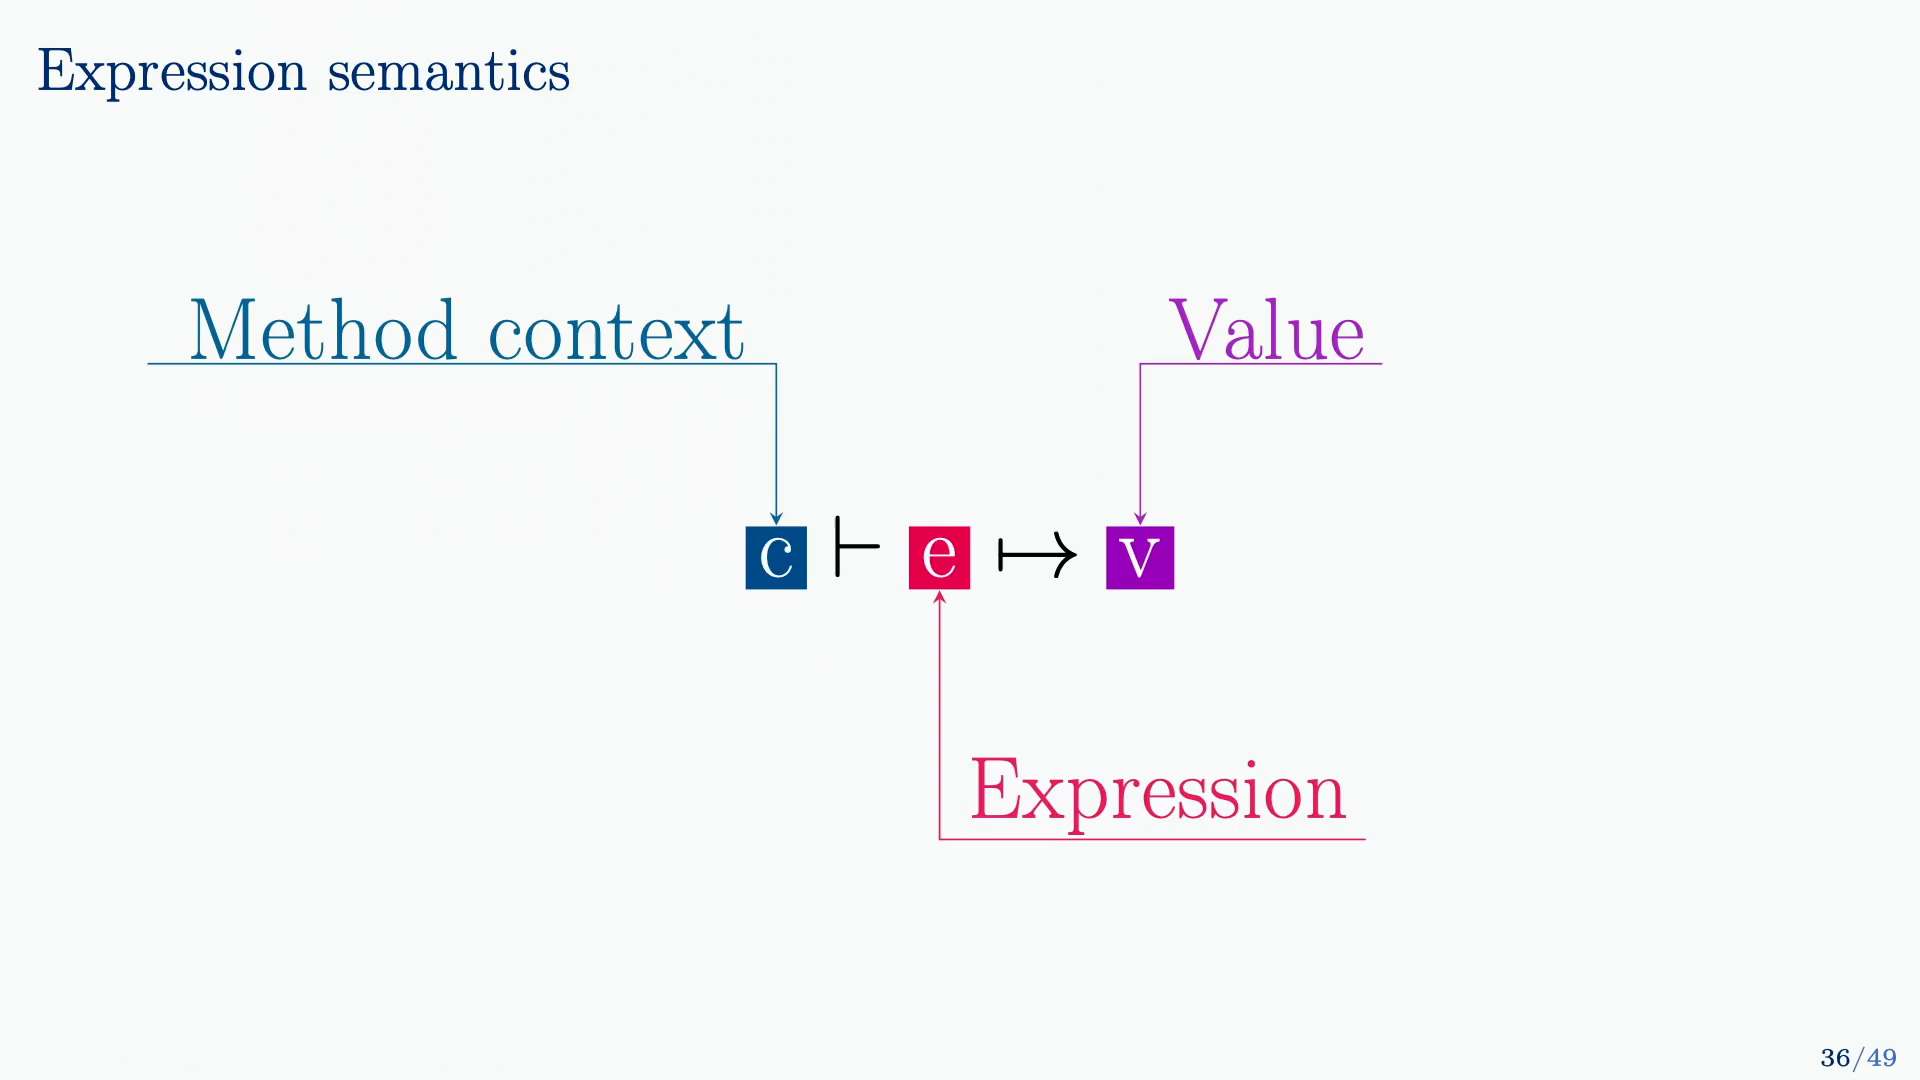 Expression semantics
Method context
Value
c ⊢ e ↦ v
Expression
36/49